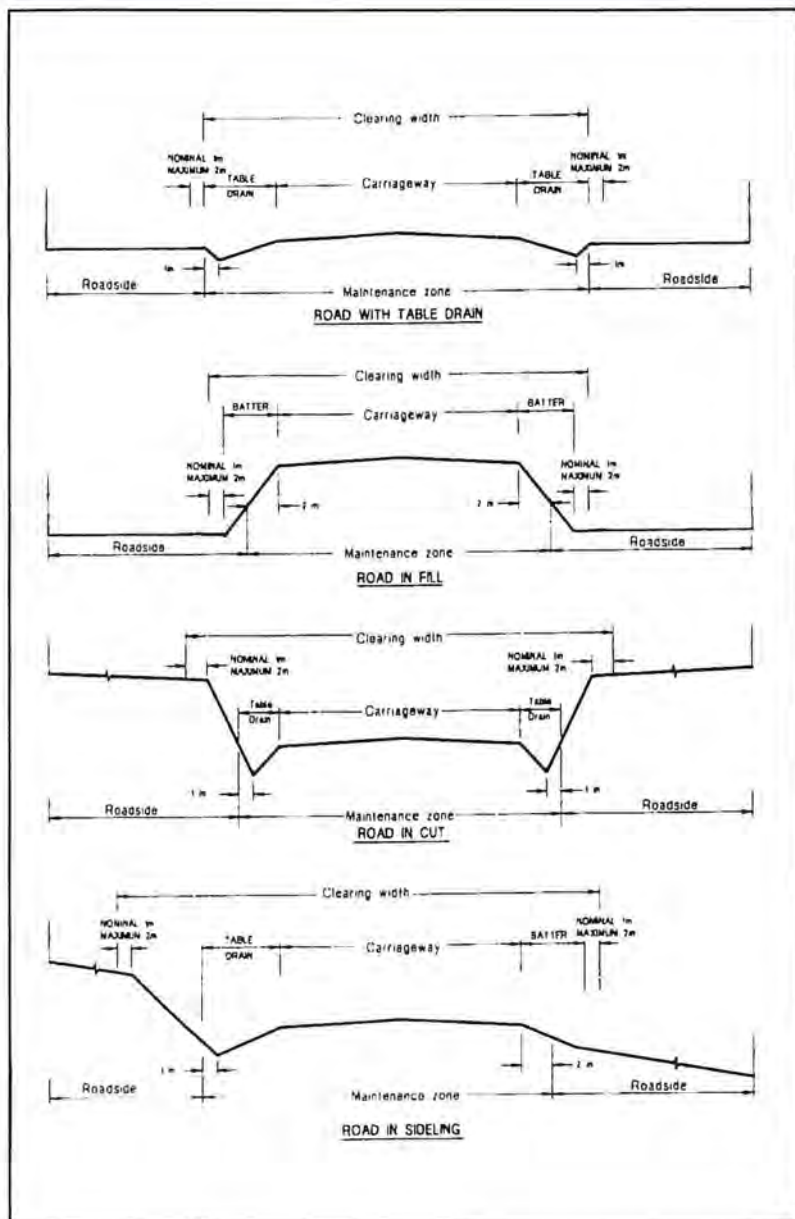 Clearing width
NOMINAL 1m
MAXIMUM 2m
TABLE
DRAIN
Carriageway
TABLE
DRAIN
NOMINAL 1m
MAXIMUM 2m
1m
1m
Roadside
Maintenance zone
Roadside
ROAD WITH TABLE DRAIN
Clearing width
BATTER
Carriageway
BATTER
NOMINAL 1m
MAXIMUM 2m
NOMINAL 1m
MAXIMUM 2m
2 m
2 m
Roadside
Maintenance zone
Roadside
ROAD IN FILL
Clearing width
NOMINAL 1m
MAXIMUM 2m
NOMINAL 1m
MAXIMUM 2m
Table
Drain
Carriageway
Table
Drain
1 m
1 m
Roadside
Maintenance zone
Roadside
ROAD IN CUT
Clearing width
NOMINAL 1m
MAXIMUM 2m
TABLE
DRAIN
Carriageway
BATTER
NOMINAL 1m
MAXIMUM 2m
1 m
2 m
Roadside
Maintenance zone
Roadside
ROAD IN SIDELING